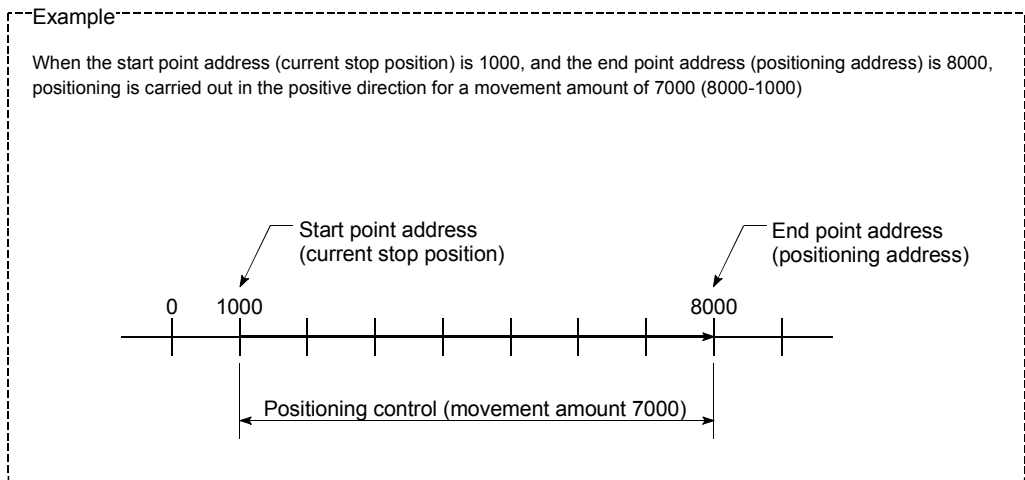 Example
When the start point address (current stop position) is 1000, and the end point address (positioning address) is 8000,
positioning is carried out in the positive direction for a movement amount of 7000 (8000-1000)
Start point address
(current stop position)
End point address
(positioning address)
0 1000 8000
Positioning control (movement amount 7000)